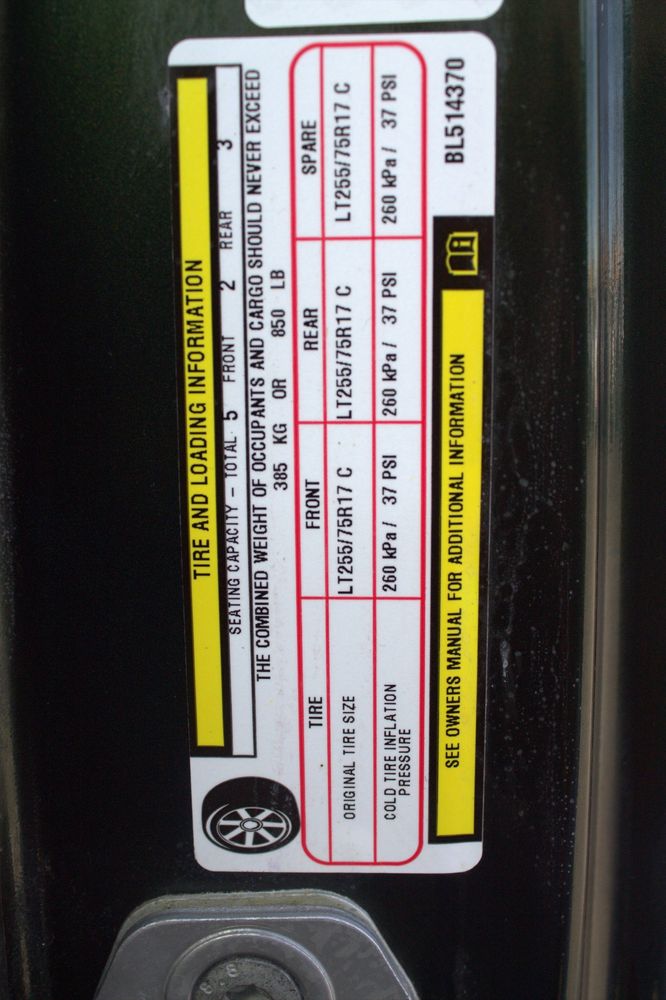 TIRE AND LOADING INFORMATION
SEATING CAPACITY – TOTAL 5 FRONT 2 REAR 3
THE COMBINED WEIGHT OF OCCUPANTS AND CARGO SHOULD NEVER EXCEED
385 KG OR 850 LB
TIRE FRONT REAR SPARE
ORIGINAL TIRE SIZE LT255/75R17 C LT255/75R17 C LT255/75R17 C
COLD TIRE INFLATION
PRESSURE 260 kPa / 37 PSI 260 kPa / 37 PSI 260 kPa / 37 PSI
SEE OWNERS MANUAL FOR ADDITIONAL INFORMATION
BL514370
8.8